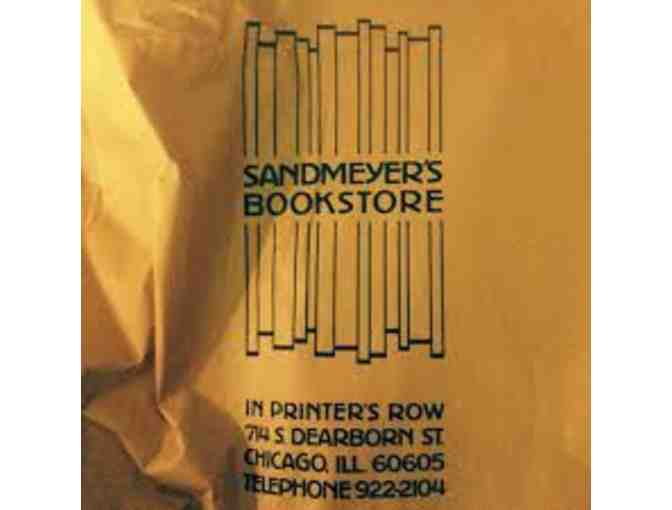 SANDMEYER'S
BOOKSTORE
IN PRINTER'S ROW
714 S. DEARBORN ST.
CHICAGO, ILL. 60605
TELEPHONE 922-2104